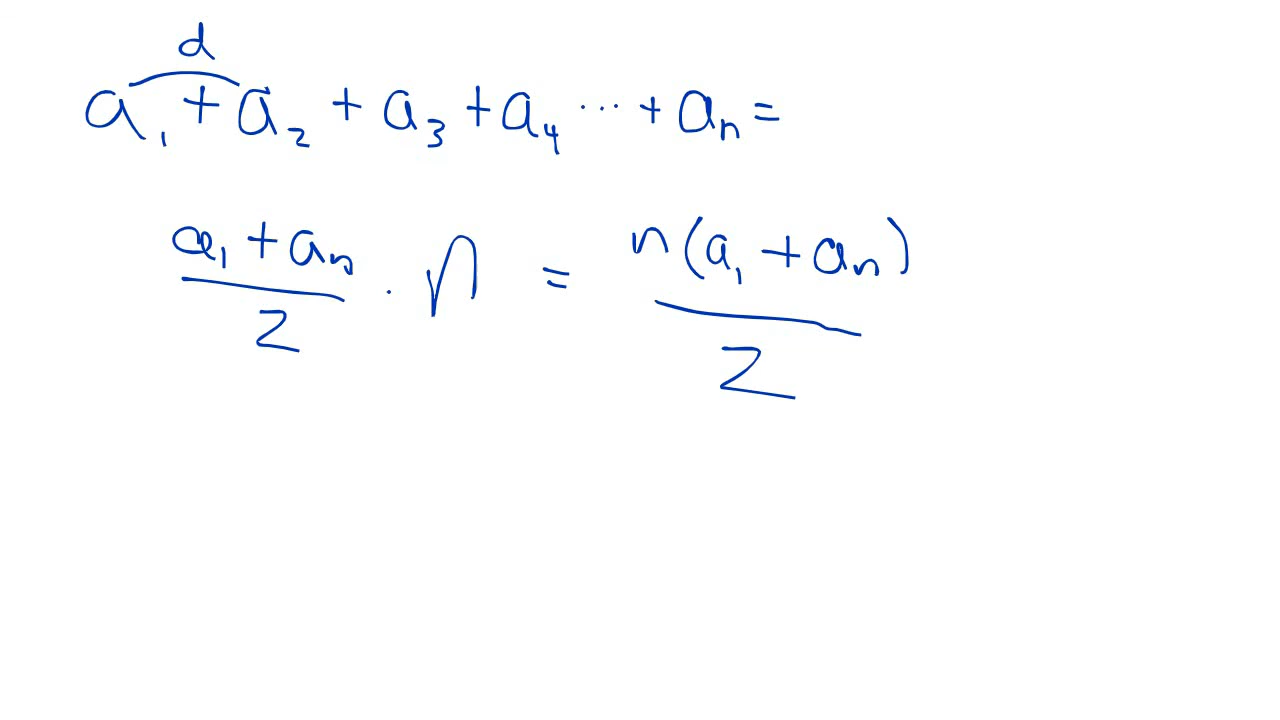 d
a₁ + a₂ + a₃ + a₄ ... + aₙ =
(a₁ + aₙ)/2 · n = n(a₁ + aₙ)/2